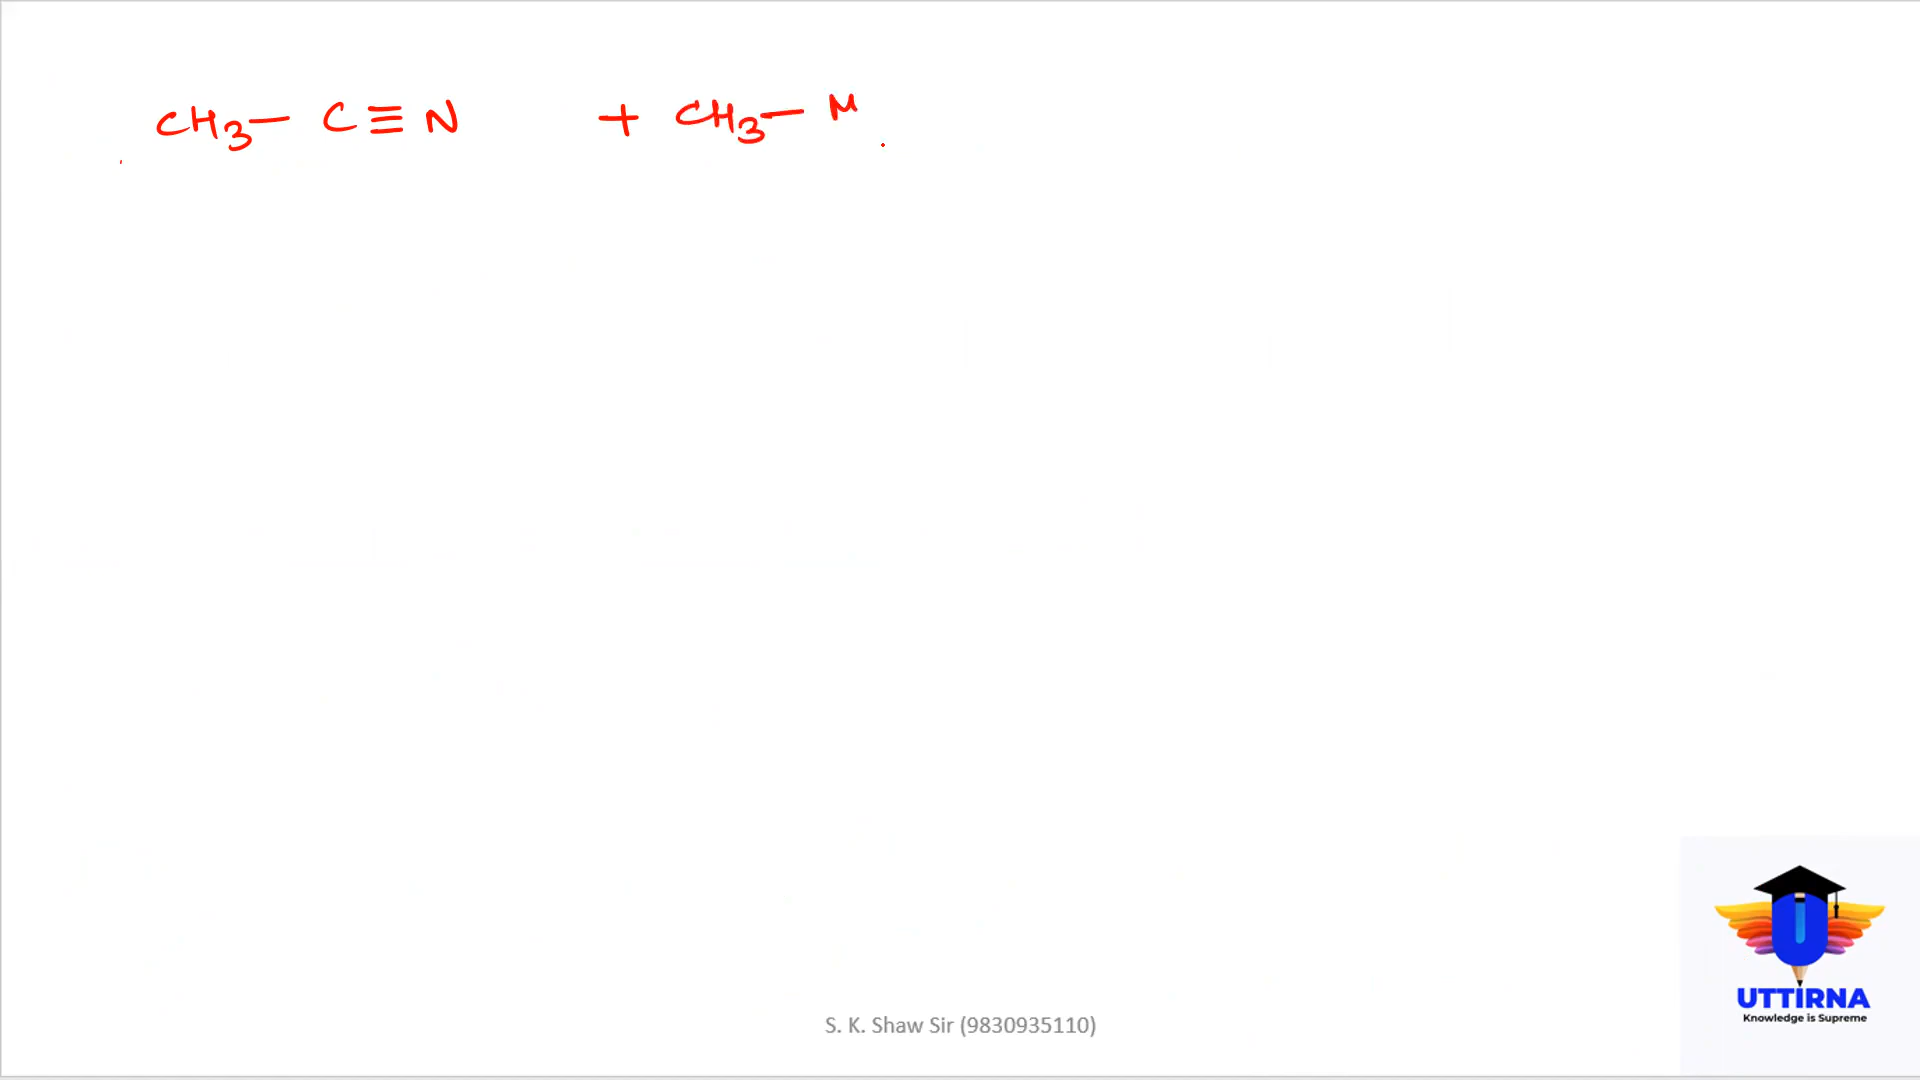 CH3— C≡N + CH3— M
UTTIRNA
Knowledge is Supreme
S. K. Shaw Sir (9830935110)